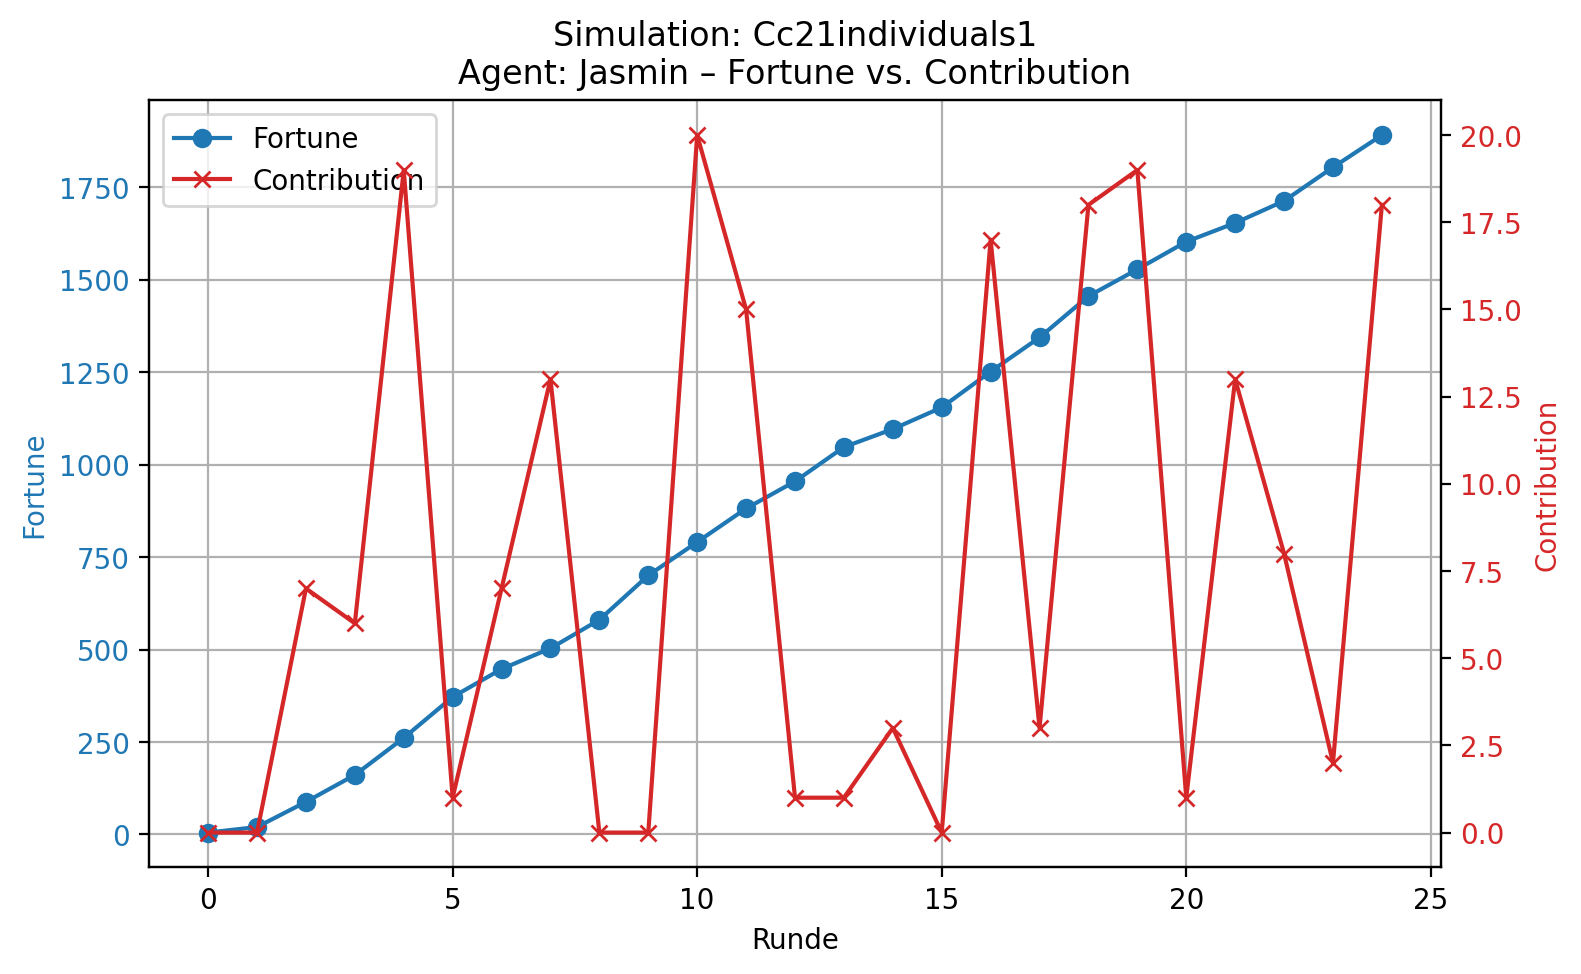 Simulation: Cc21individuals1
Agent: Jasmin – Fortune vs. Contribution
Fortune
Contribution
1750
1500
1250
1000
750
500
250
0
Fortune
20.0
17.5
15.0
12.5
10.0
7.5
5.0
2.5
0.0
Contribution
0 5 10 15 20 25
Runde